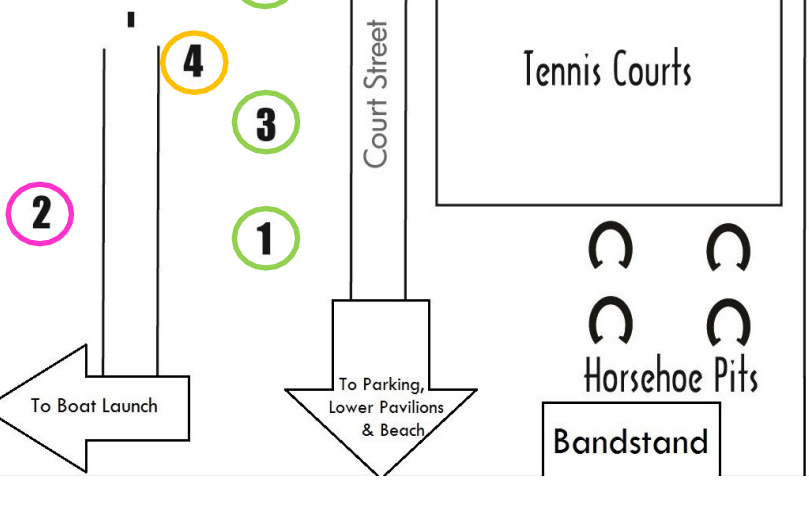 4
Court Street
Tennis Courts
3
2
1
Horsehoe Pits
To Parking,
Lower Pavilions
& Beach
To Boat Launch
Bandstand